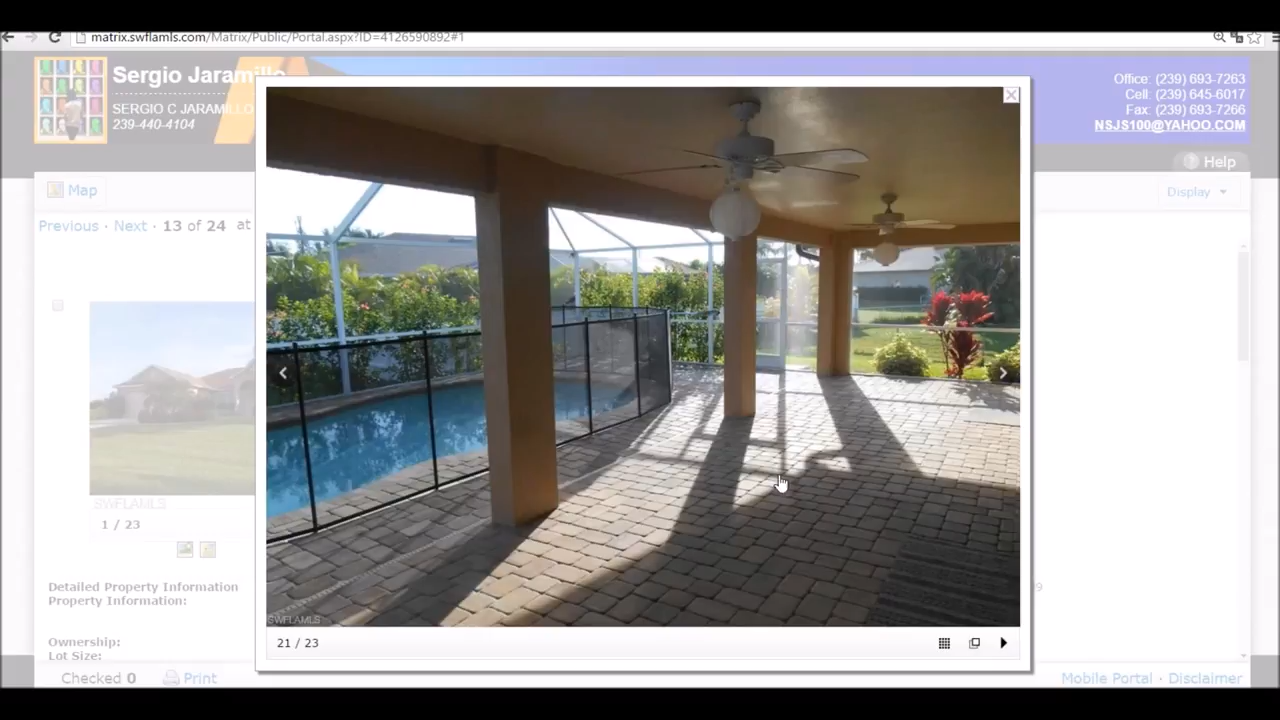 matrix.swflamls.com/Matrix/Public/Portal.aspx?ID=4126590892#1
Sergio Jaramillo
SERGIO C JARAMILLO
239-440-4104
Office: (239) 693-7263
Cell: (239) 645-6017
Fax: (239) 693-7266
NSJS100@YAHOO.COM
? Help
Map
Display
Previous · Next · 13 of 24 at
SWFLAMLS
1 / 23
Detailed Property Information
Property Information:
Ownership:
Lot Size:
SWFLAMLS
21 / 23
Checked 0
Print
Mobile Portal · Disclaimer